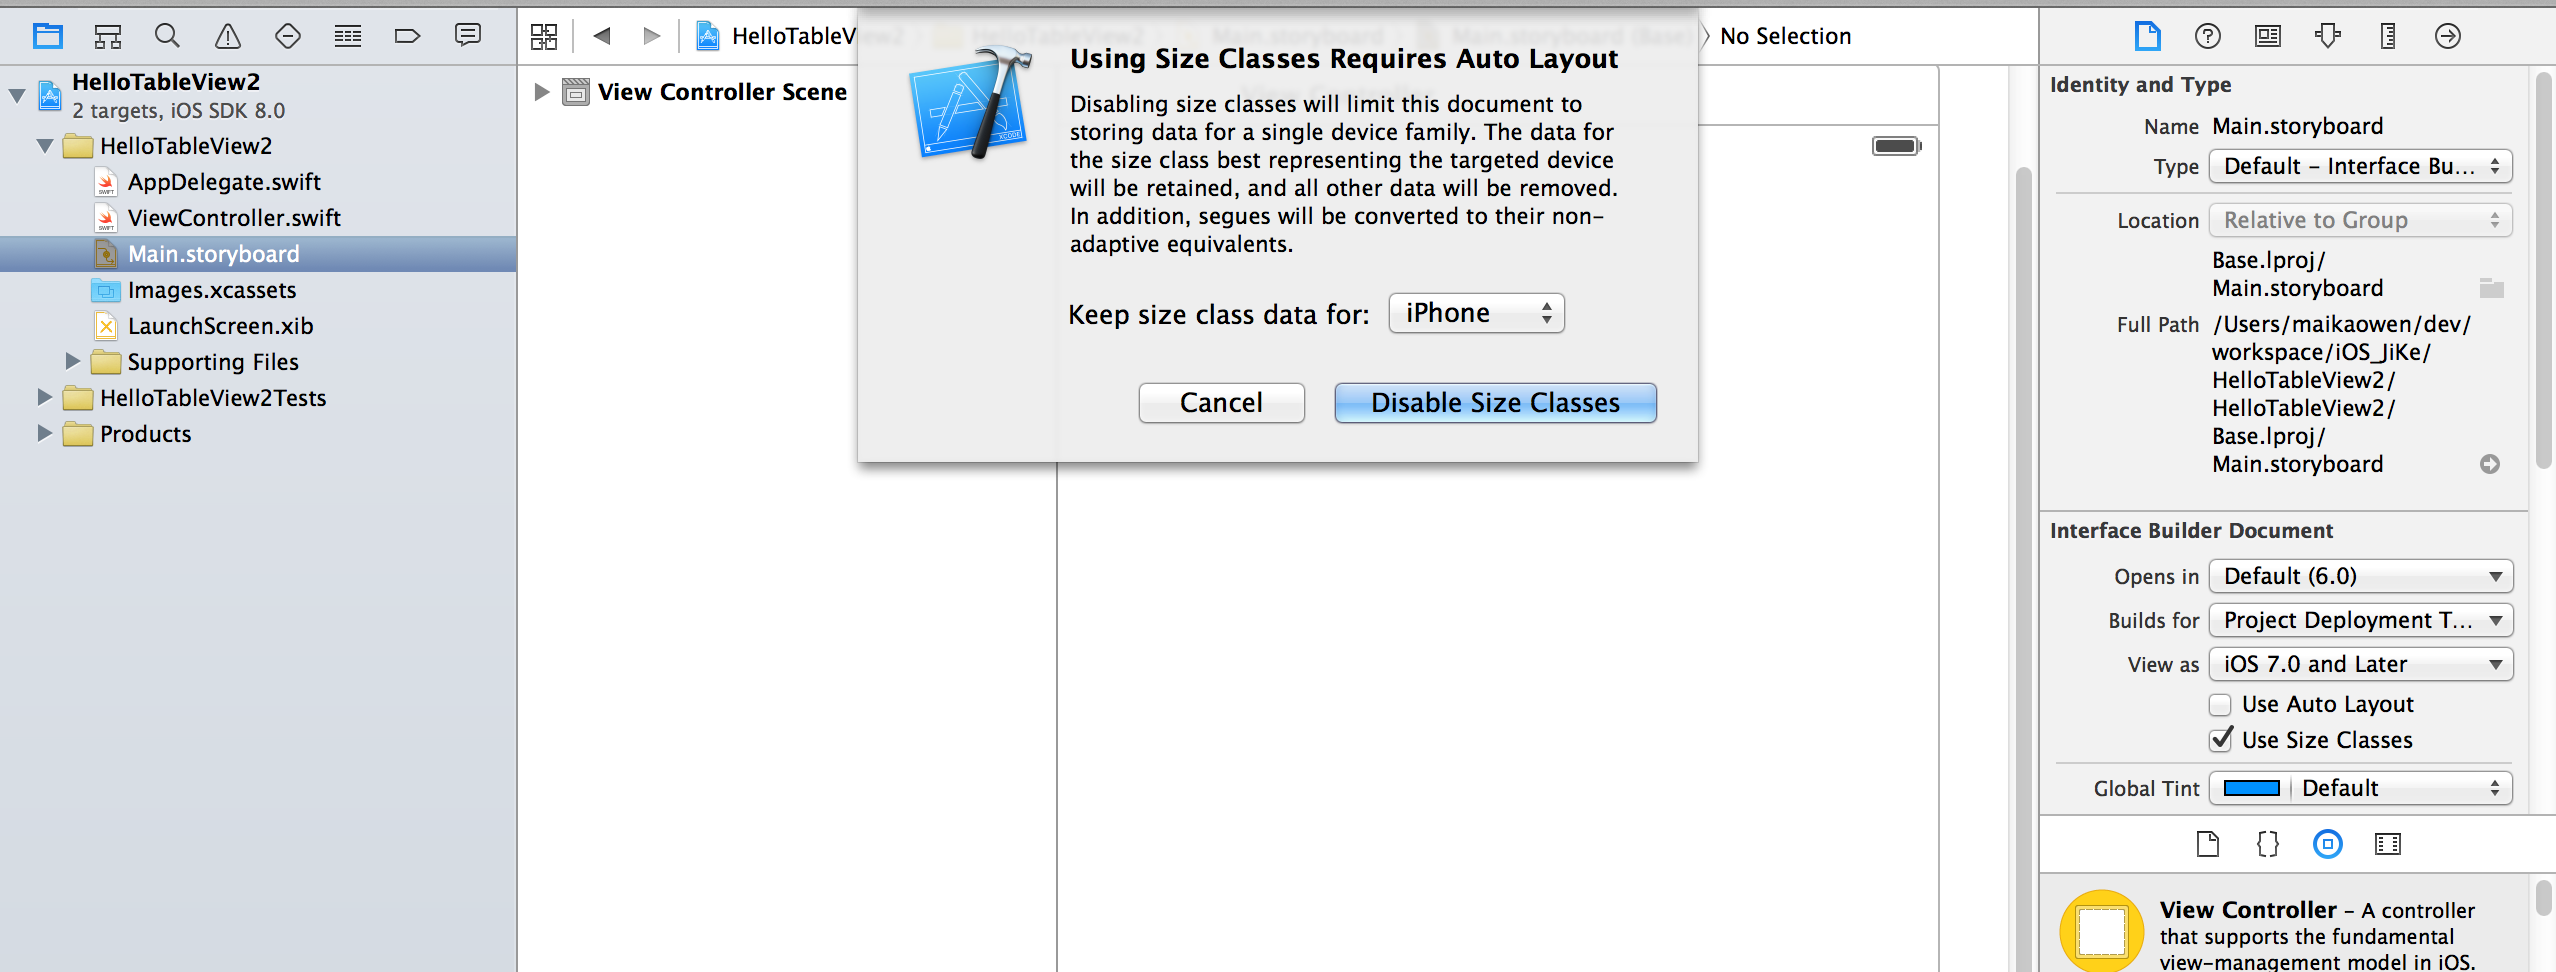 HelloTableView2
2 targets, iOS SDK 8.0
HelloTableView2
AppDelegate.swift
ViewController.swift
Main.storyboard
Images.xcassets
LaunchScreen.xib
Supporting Files
HelloTableView2Tests
Products
HelloTableView2
HelloTableView2
Main.storyboard
Main.storyboard (Base)
No Selection
View Controller Scene
Using Size Classes Requires Auto Layout
Disabling size classes will limit this document to
storing data for a single device family. The data for
the size class best representing the targeted device
will be retained, and all other data will be removed.
In addition, segues will be converted to their non-
adaptive equivalents.
Keep size class data for: iPhone
Cancel
Disable Size Classes
Identity and Type
Name Main.storyboard
Type Default - Interface Bu...
Location Relative to Group
Base.lproj/
Main.storyboard
Full Path /Users/maikaowen/dev/
workspace/iOS_JiKe/
HelloTableView2/
HelloTableView2/
Base.lproj/
Main.storyboard
Interface Builder Document
Opens in Default (6.0)
Builds for Project Deployment T...
View as iOS 7.0 and Later
Use Auto Layout
Use Size Classes
Global Tint Default
View Controller - A controller
that supports the fundamental
view-management model in iOS.